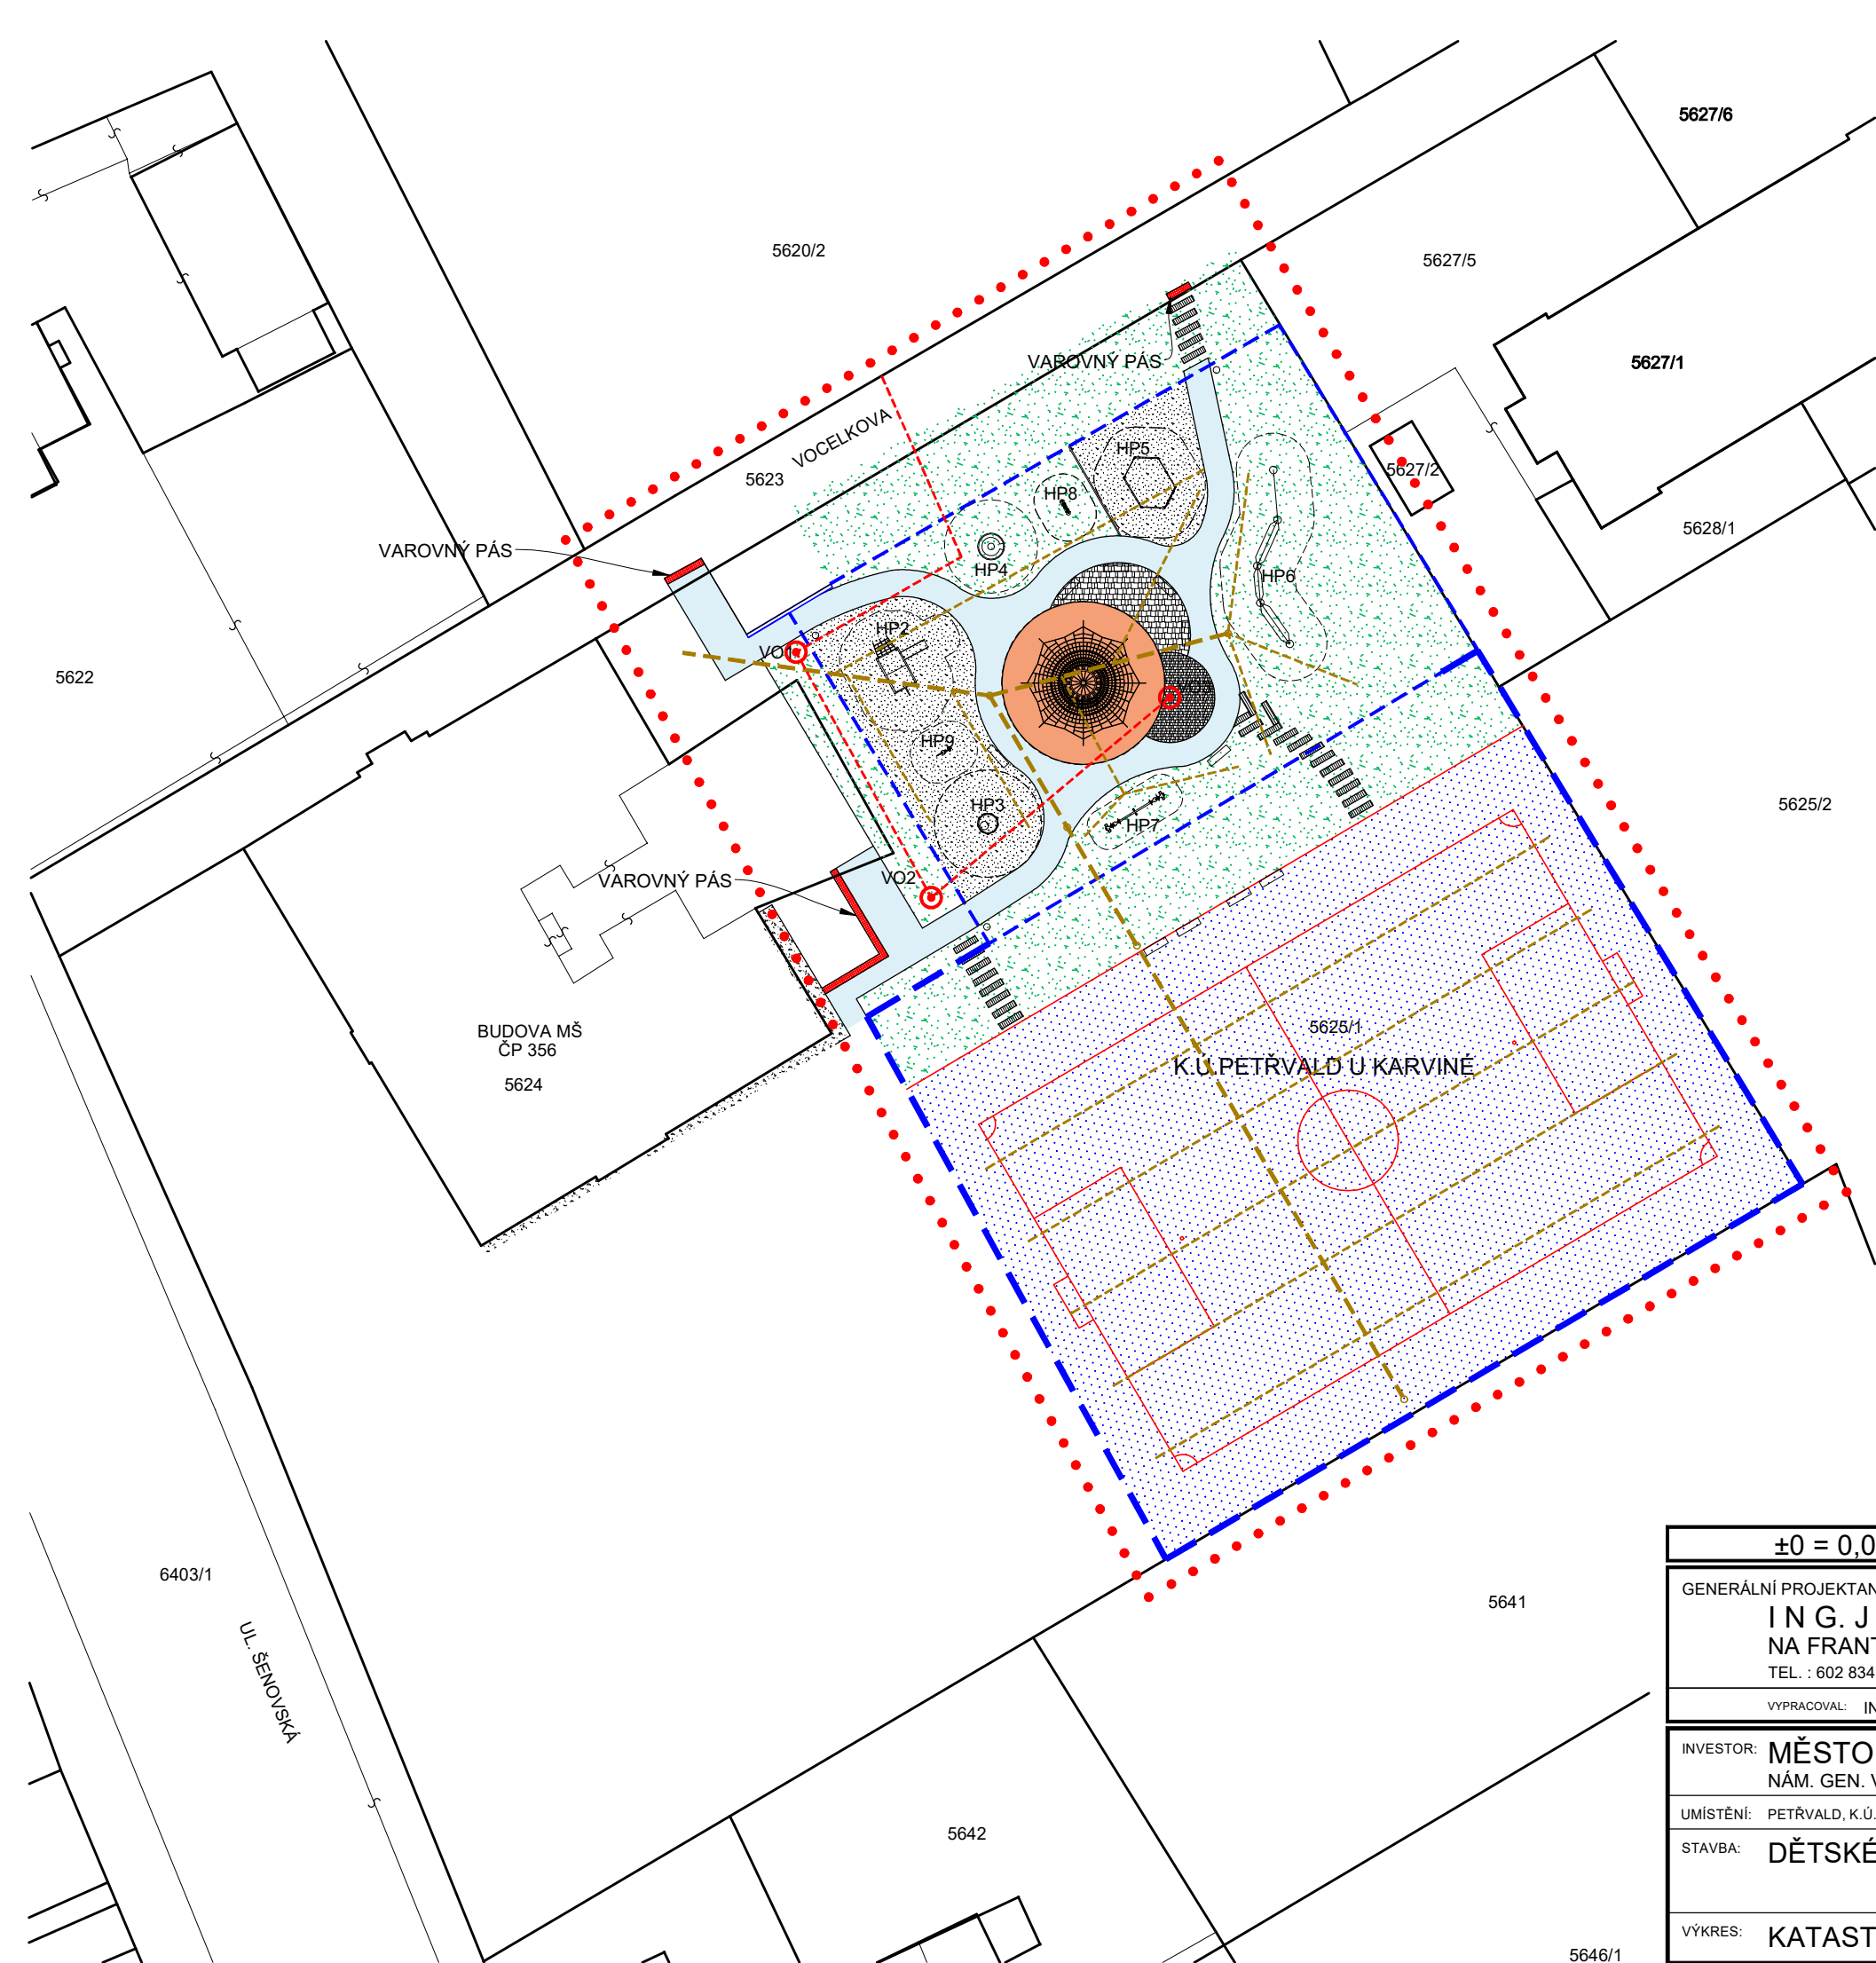 5627/6
5620/2
5627/5
VAROVNÝ PÁS
5627/1
VOCELKOVA
5623
HP5
5627/2
HP8
5628/1
VAROVNÝ PÁS
HP4
HP6
HP2
VO1
5622
HP9
HP3
5625/2
HP7
VAROVNÝ PÁS
VO2
BUDOVA MŠ
ČP 356
5624
5625/1
K.Ú PETŘVALD U KARVINÉ
±0 = 0,0
6403/1
GENERÁLNÍ PROJEKTAN
I N G. J
NA FRANT
TEL. : 602 834
VYPRACOVAL: IN
5641
UL. ŠENOVSKÁ
INVESTOR: MĚSTO
NÁM. GEN. V
UMÍSTĚNÍ: PETŘVALD, K.Ú.
5642
STAVBA: DĚTSKÉ
VÝKRES: KATAST
5646/1